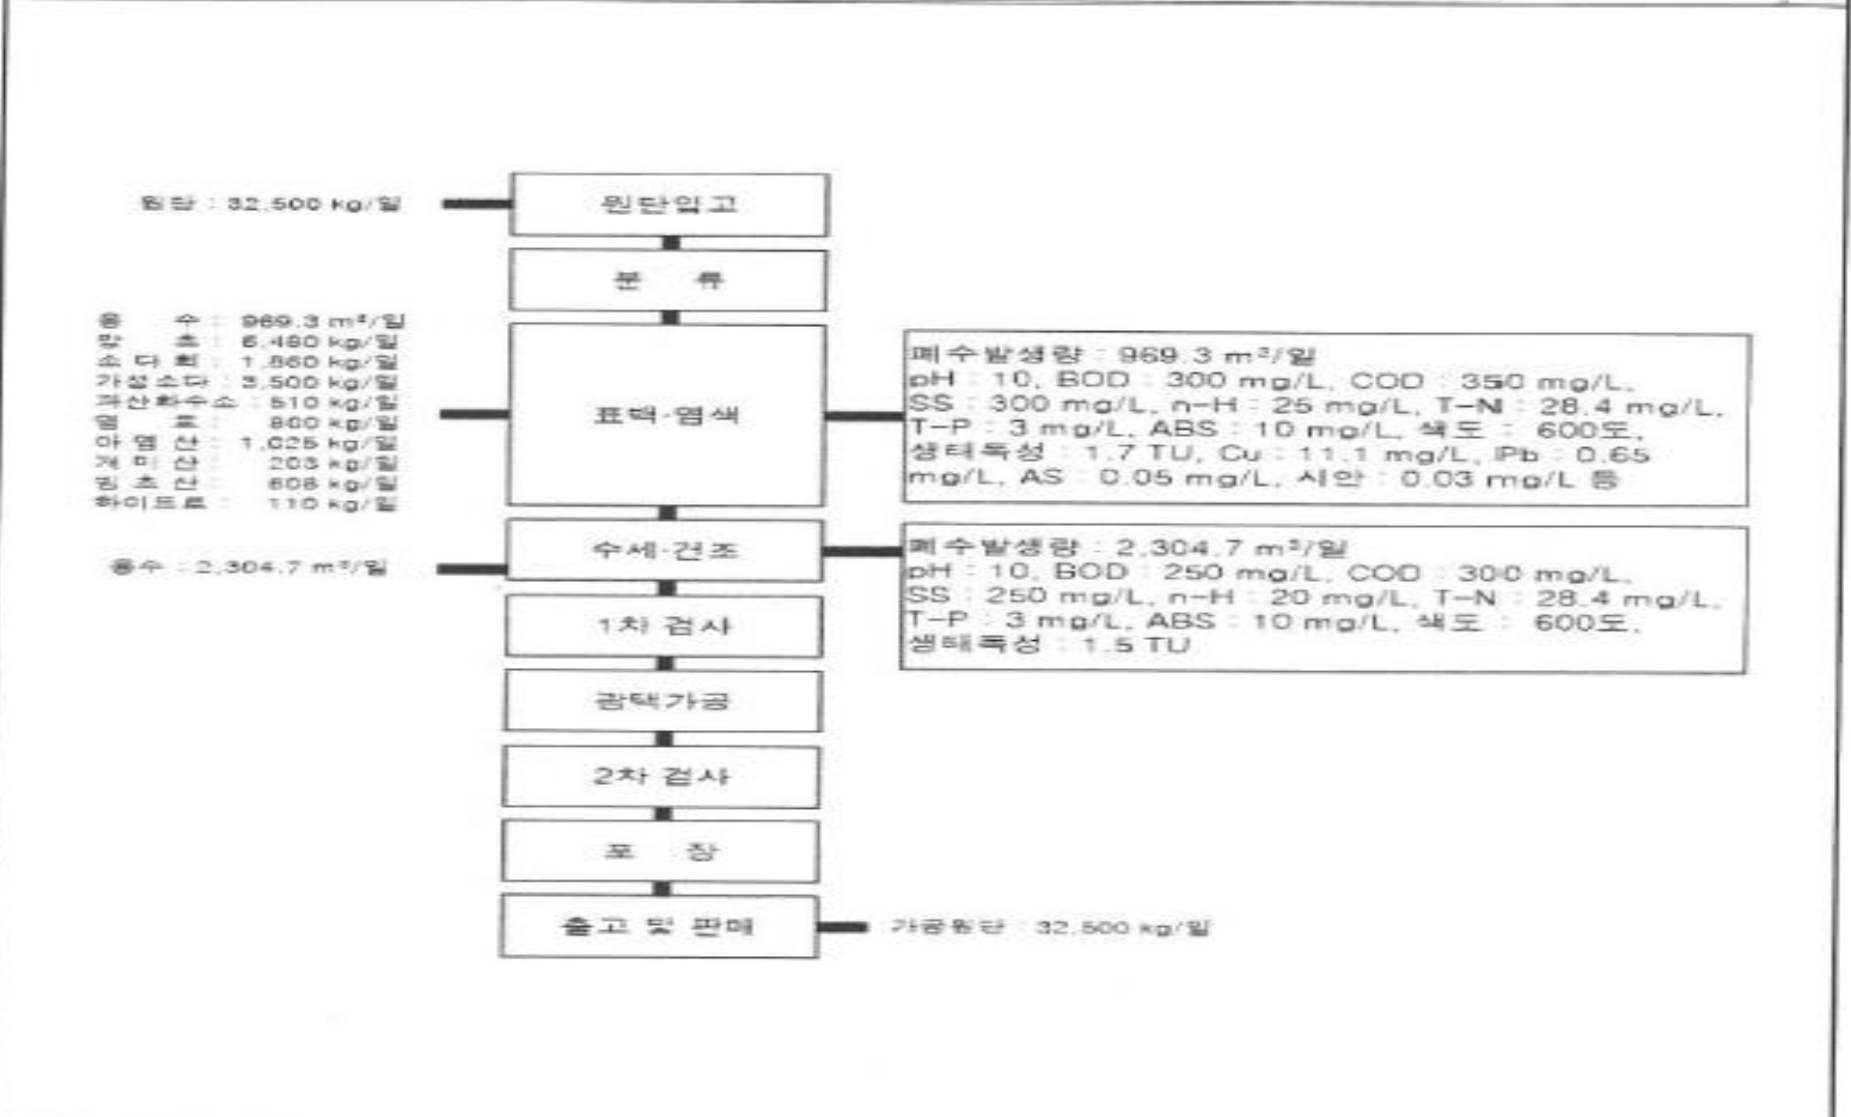 원단 : 32,500 kg/일
원단입고
분 류
용 수 : 969.3 m³/일
망 초 : 6,480 kg/일
소 다 회 : 1,860 kg/일
가성소다 : 3,500 kg/일
과산화수소 : 510 kg/일
염 료 : 800 kg/일
아 염 산 : 1,025 kg/일
개 미 산 : 203 kg/일
빙 초 산 : 608 kg/일
하이드로 : 110 kg/일
표백·염색
폐수발생량 : 969.3 m³/일
pH : 10, BOD : 300 mg/L, COD : 350 mg/L,
SS : 300 mg/L, n-H : 25 mg/L, T-N : 28.4 mg/L,
T-P : 3 mg/L, ABS : 10 mg/L, 색도 : 600도,
생태독성 : 1.7 TU, Cu : 11.1 mg/L, Pb : 0.65
mg/L, AS : 0.05 mg/L, 시안 : 0.03 mg/L 등
용수 : 2,304.7 m³/일
수세·건조
폐수발생량 : 2,304.7 m³/일
pH : 10, BOD : 250 mg/L, COD : 300 mg/L,
SS : 250 mg/L, n-H : 20 mg/L, T-N : 28.4 mg/L,
T-P : 3 mg/L, ABS : 10 mg/L, 색도 : 600도,
생태독성 : 1.5 TU
1차 검사
광택가공
2차 검사
포 장
출고 및 판매
가공원단 : 32,500 kg/일